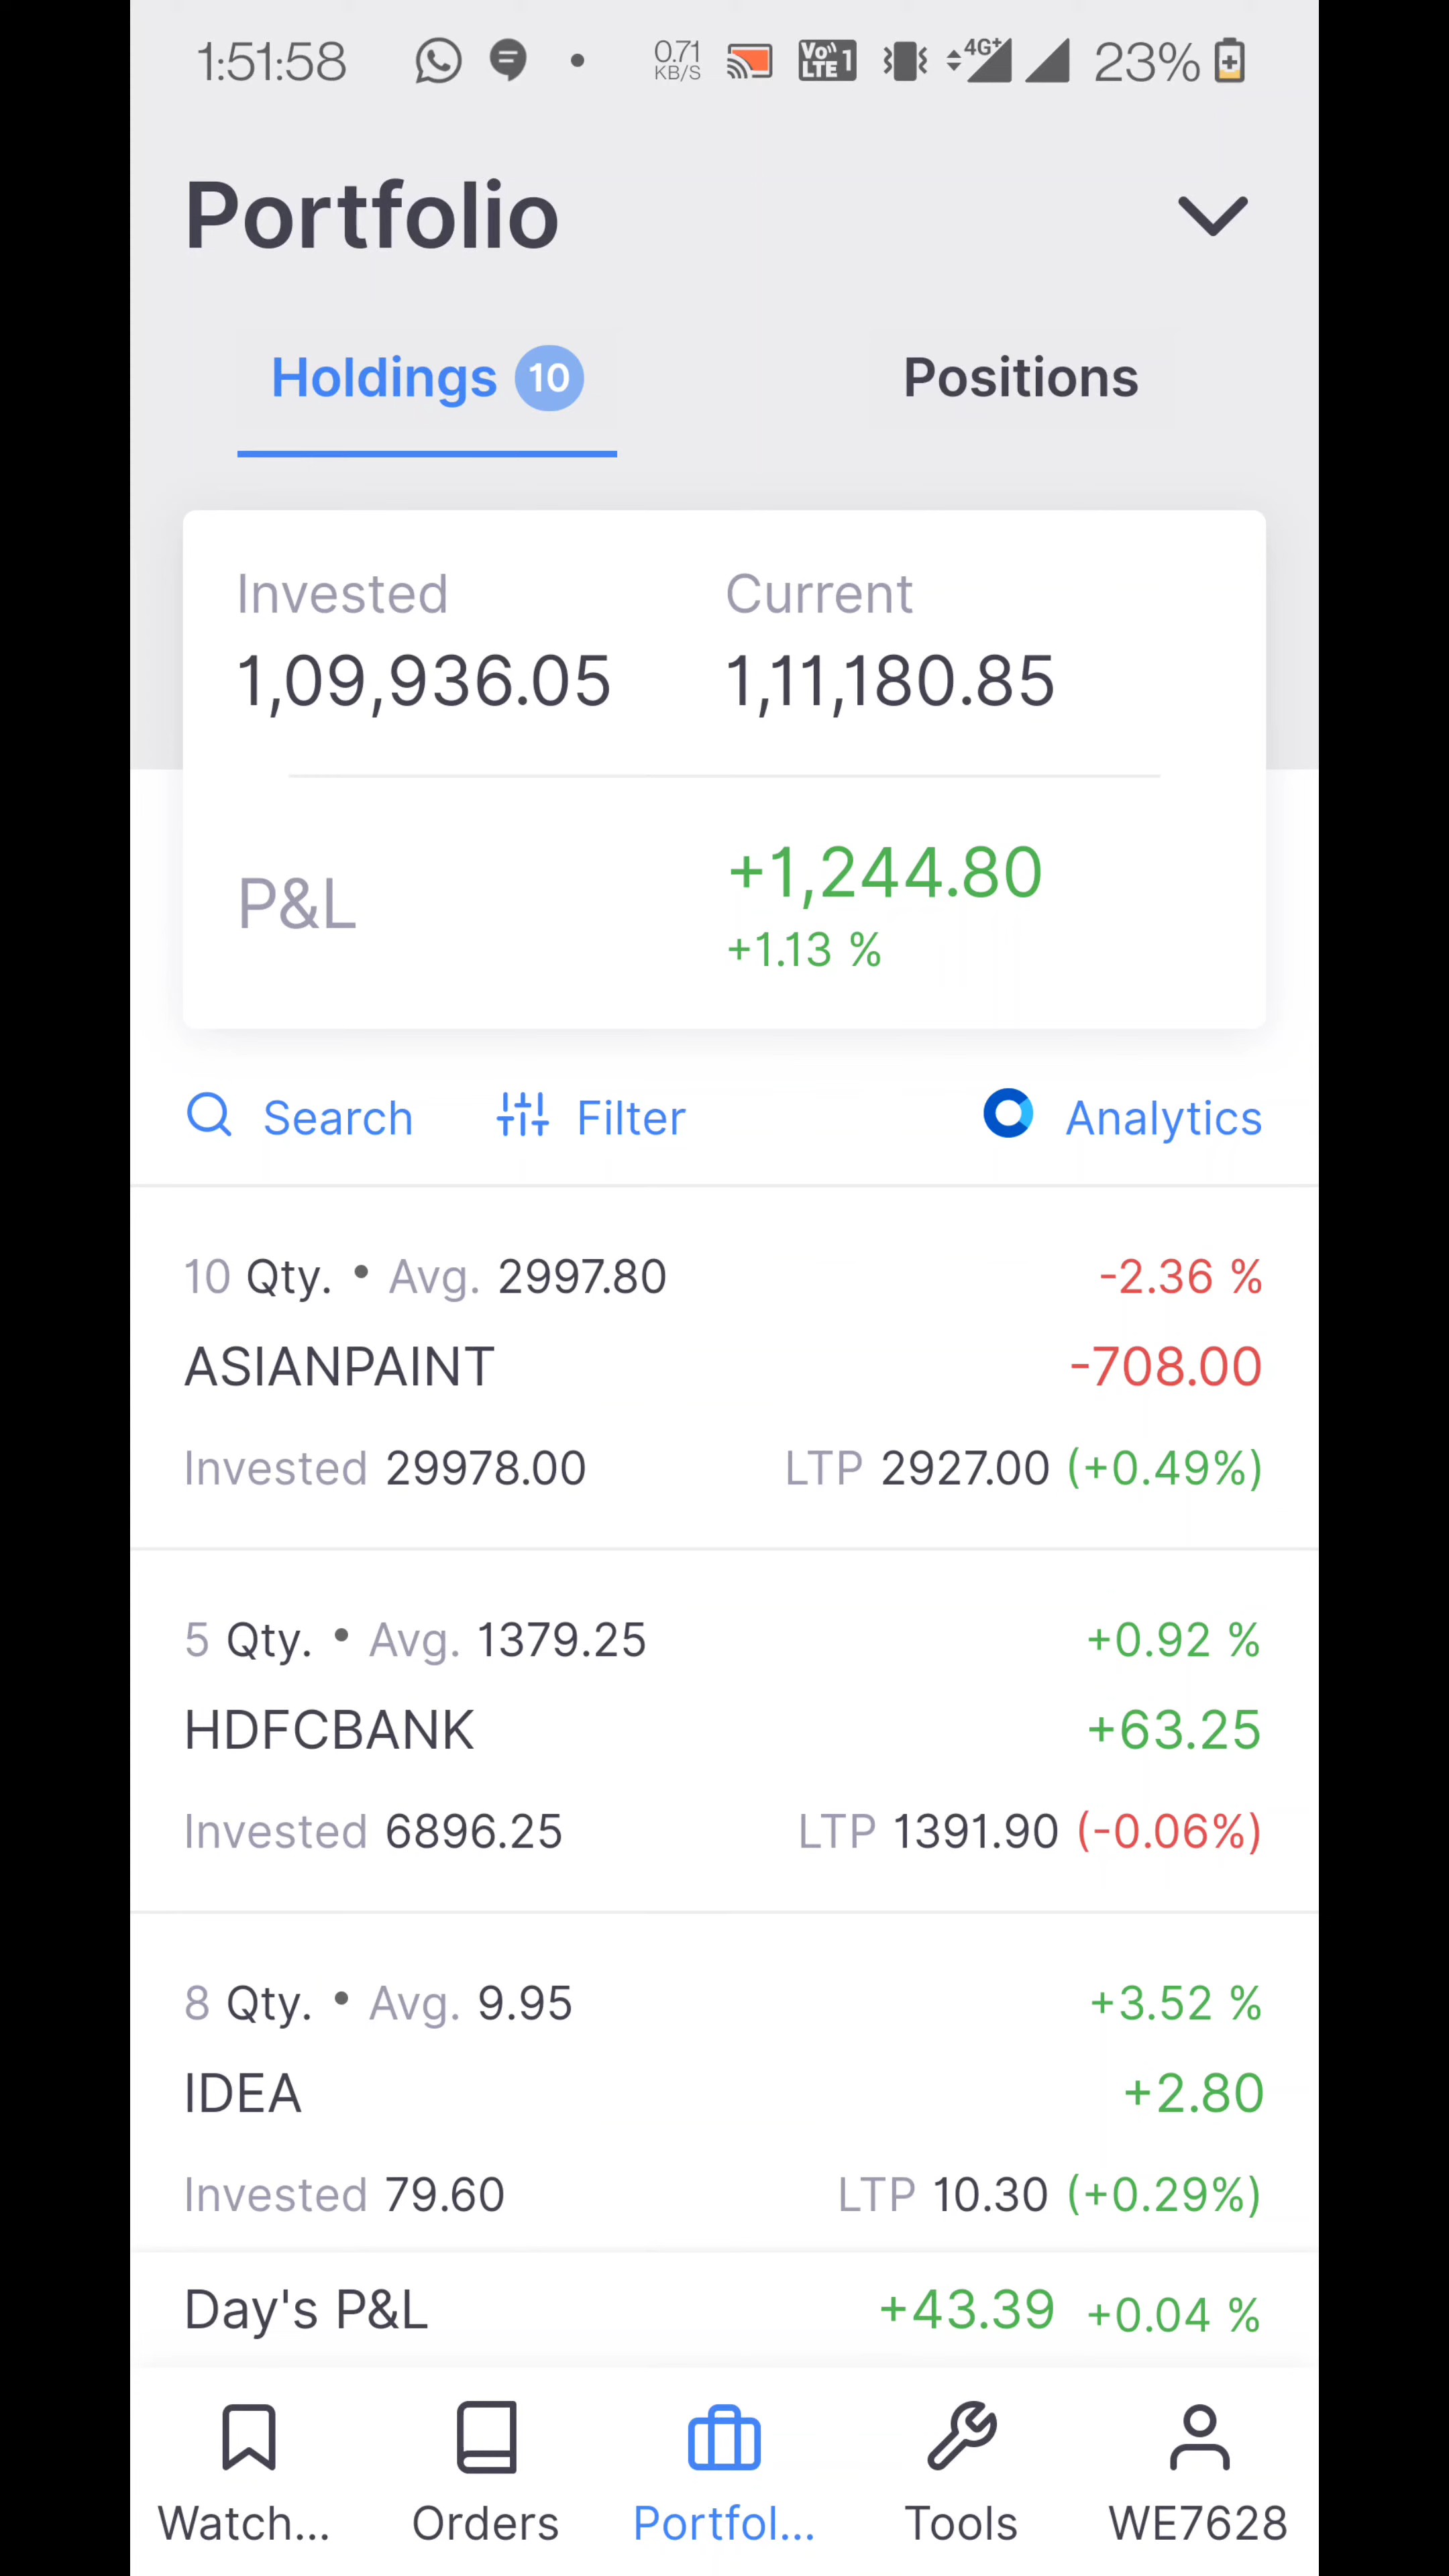 1:51:58 0.71 KB/S Vo)) LTE 1 4G+ 23%
Portfolio
Holdings 10 Positions
Invested Current
1,09,936.05 1,11,180.85
P&L +1,244.80
+1.13 %
Search Filter Analytics
10 Qty. • Avg. 2997.80 -2.36 %
ASIANPAINT -708.00
Invested 29978.00 LTP 2927.00 (+0.49%)
5 Qty. • Avg. 1379.25 +0.92 %
HDFCBANK +63.25
Invested 6896.25 LTP 1391.90 (-0.06%)
8 Qty. • Avg. 9.95 +3.52 %
IDEA +2.80
Invested 79.60 LTP 10.30 (+0.29%)
Day's P&L +43.39 +0.04 %
Watch... Orders Portfol... Tools WE7628